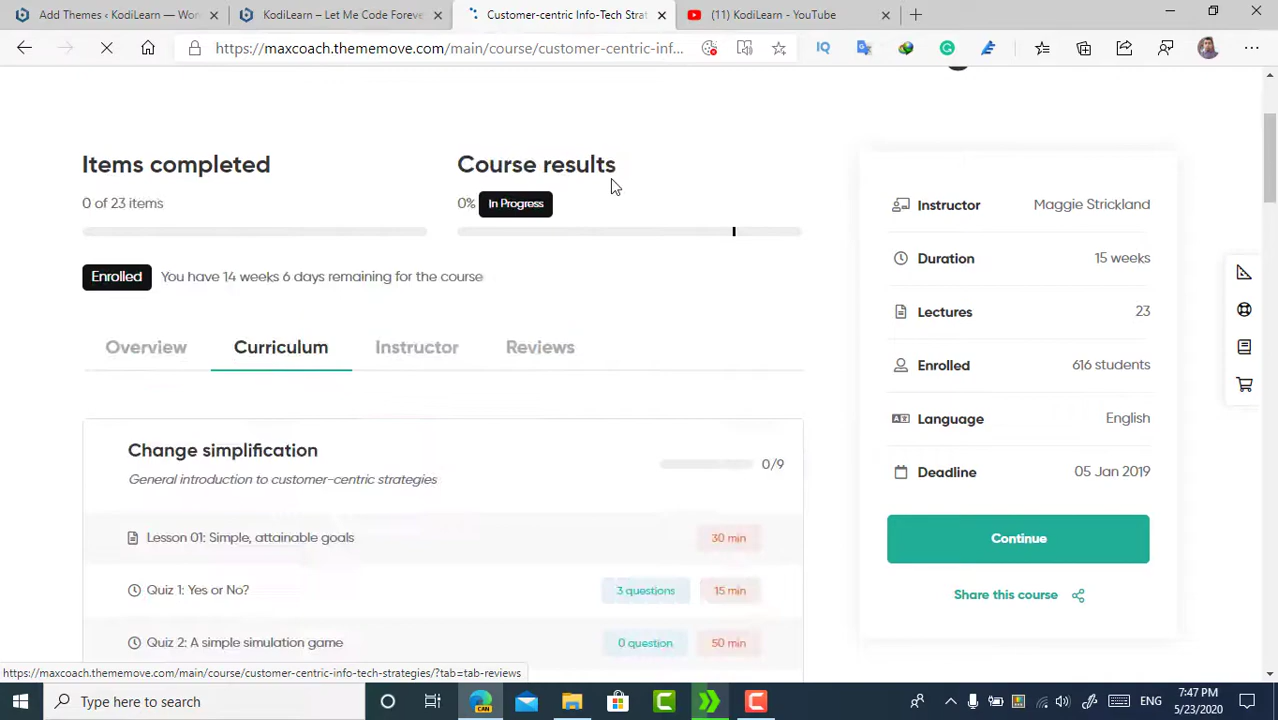 Add Themes ‹ KodiLearn — Wor
KodiLearn – Let Me Code Foreve
Customer-centric Info-Tech Strat
(11) KodiLearn - YouTube
https://maxcoach.thememove.com/main/course/customer-centric-inf...
Items completed
Course results
0 of 23 items
0% In Progress
Enrolled You have 14 weeks 6 days remaining for the course
Overview Curriculum Instructor Reviews
Change simplification
General introduction to customer-centric strategies
0/9
Lesson 01: Simple, attainable goals 30 min
Quiz 1: Yes or No? 3 questions 15 min
Quiz 2: A simple simulation game 0 question 50 min
Instructor Maggie Strickland
Duration 15 weeks
Lectures 23
Enrolled 616 students
Language English
Deadline 05 Jan 2019
Continue
Share this course
https://maxcoach.thememove.com/main/course/customer-centric-info-tech-strategies/?tab=tab-reviews
Type here to search
CAN
ENG
7:47 PM
5/23/2020